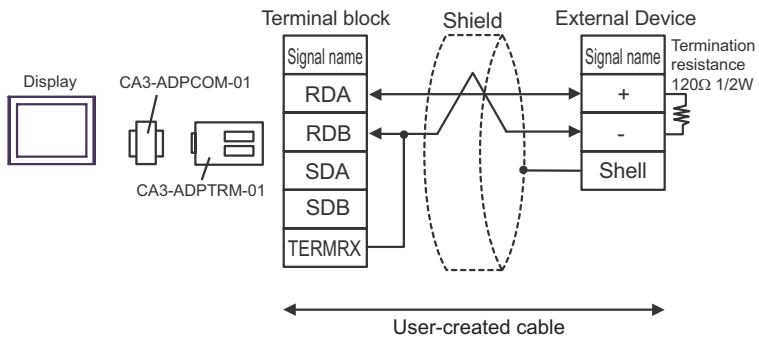 Terminal block
Shield
External Device
Display
CA3-ADPCOM-01
CA3-ADPTRM-01
Signal name
RDA
RDB
SDA
SDB
TERMRX
Signal name
+
-
Shell
Termination
resistance
120Ω 1/2W
User-created cable